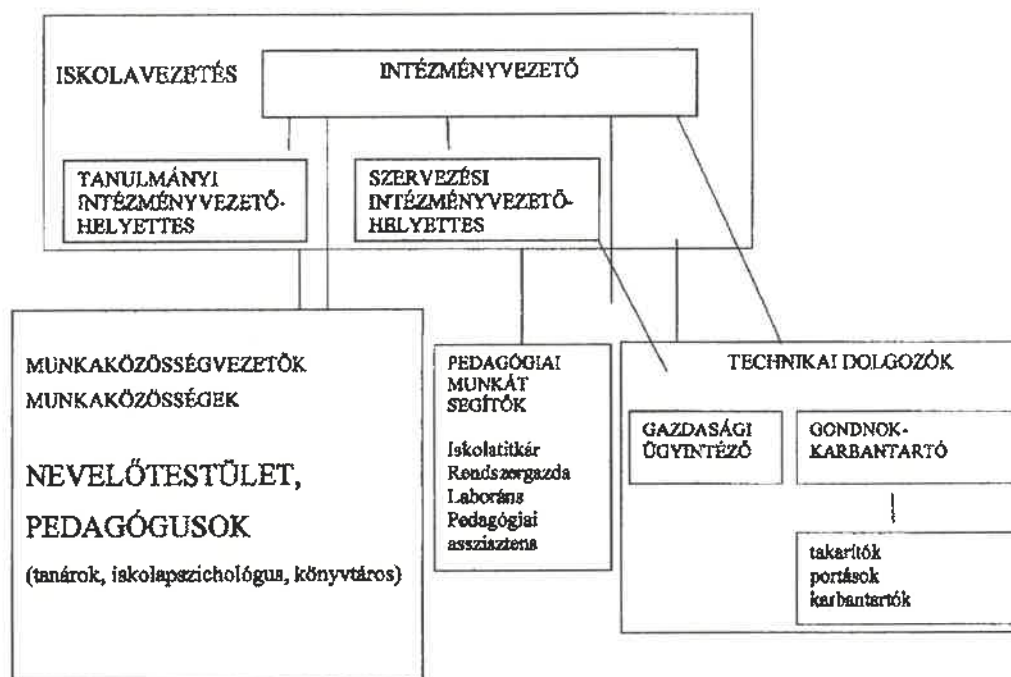 ISKOLAVEZETÉS
INTÉZMÉNYVEZETŐ
TANULMÁNYI
INTÉZMÉNYVEZETŐ-
HELYETTES
SZERVEZÉSI
INTÉZMÉNYVEZETŐ-
HELYETTES
MUNKAKÖZÖSSÉGVEZETŐK
MUNKAKÖZÖSSÉGEK
NEVELŐTESTÜLET,
PEDAGÓGUSOK
(tanárok, iskolapszichológus, könyvtáros)
PEDAGÓGIAI
MUNKÁT
SEGÍTŐK
Iskolatitkár
Rendszergazda
Laboráns
Pedagógiai
asszisztens
TECHNIKAI DOLGOZÓK
GAZDASÁGI
ÜGYINTÉZŐ
GONDNOK-
KARBANTARTÓ
takarítók
portások
karbantartók